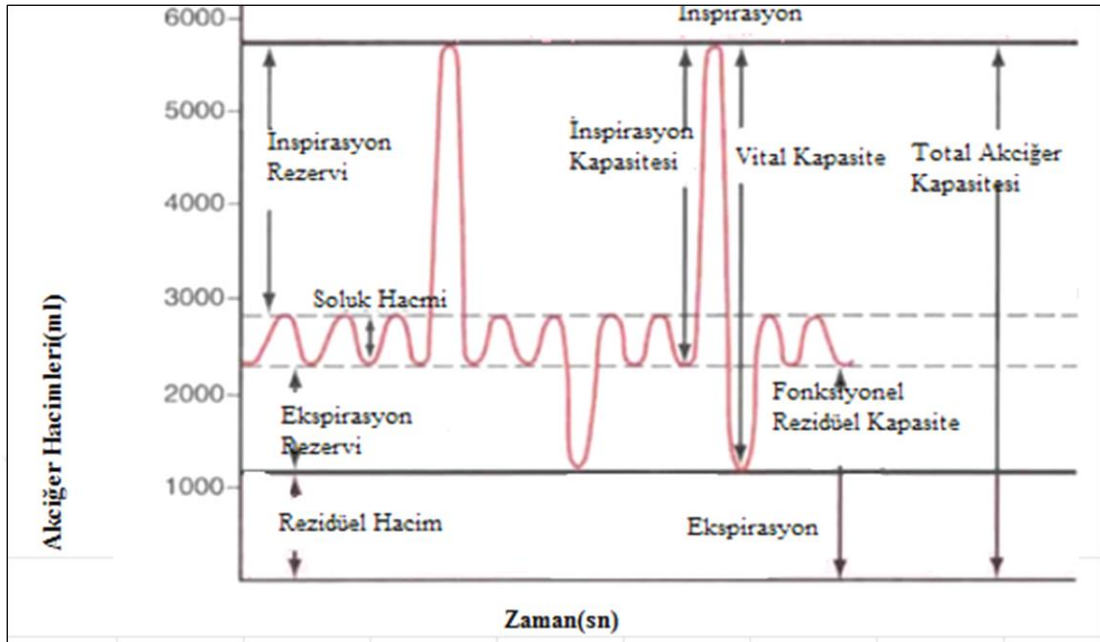 6000
İnspirasyon
5000
İnspirasyon
Rezervi
İnspirasyon
Kapasitesi
Vital Kapasite
Total Akciğer
Kapasitesi
4000
3000
Soluk Hacmi
2000
Ekspirasyon
Rezervi
Fonksiyonel
Rezidüel Kapasite
1000
Rezidüel Hacim
Ekspirasyon
Akciğer Hacimleri(ml)
Zaman(sn)